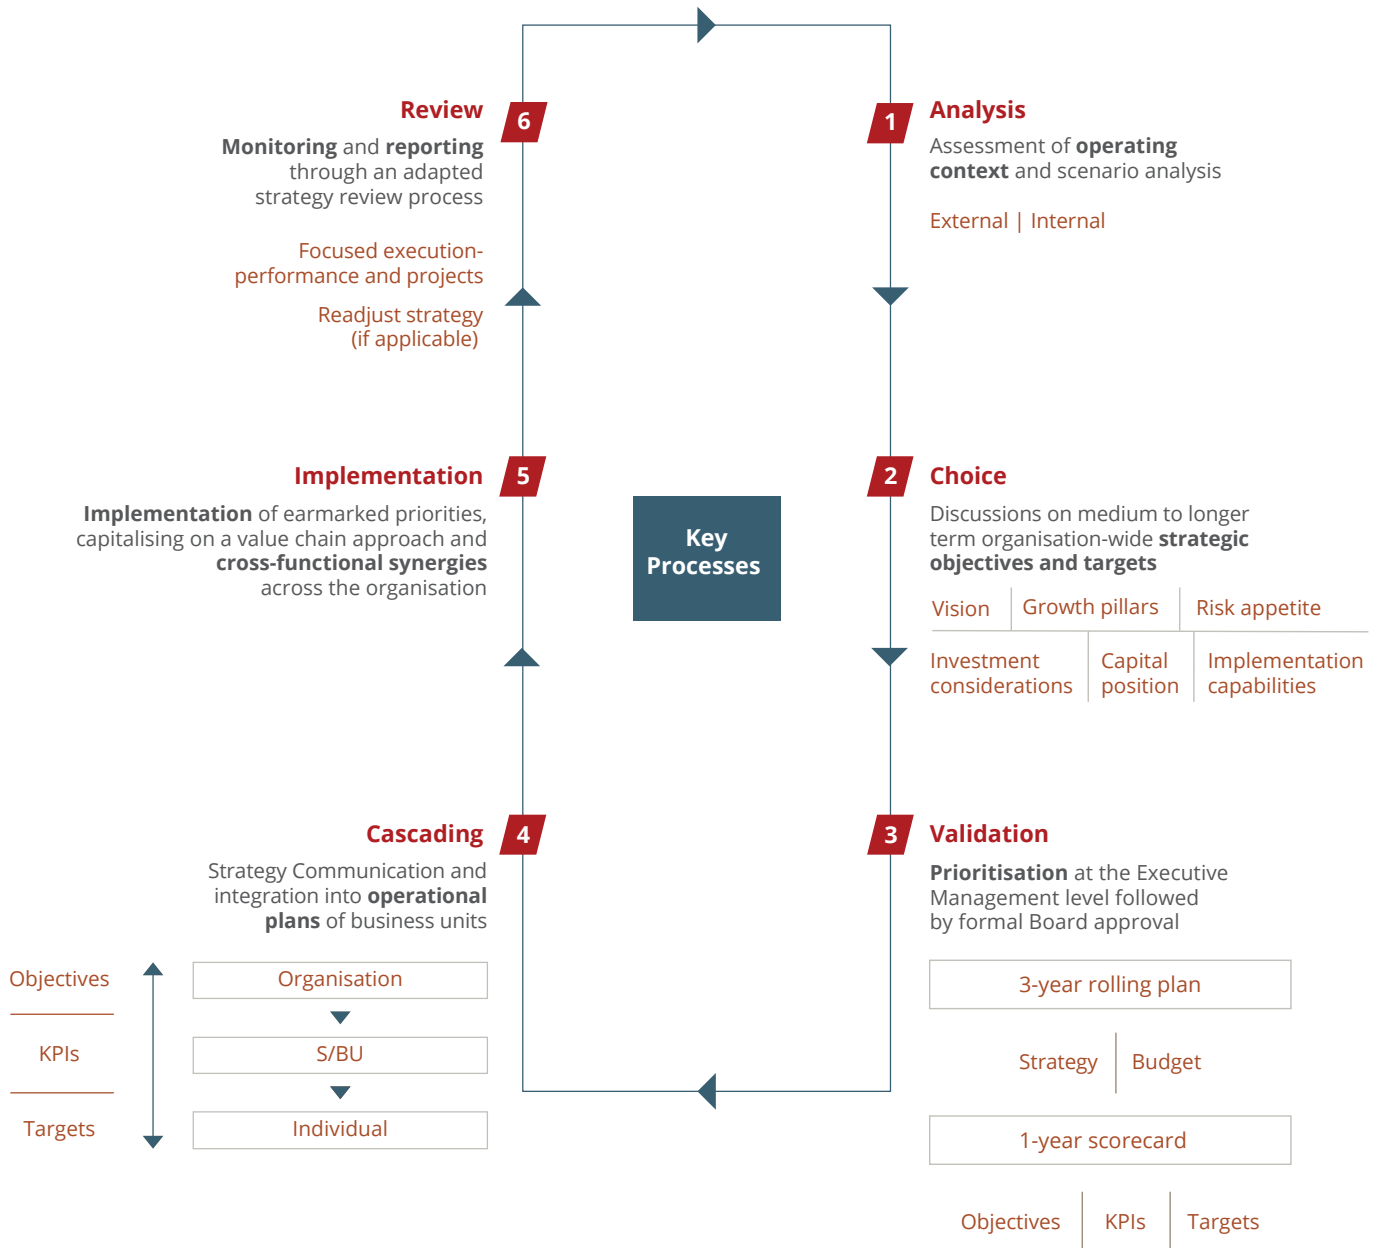 Key
Processes
1
Analysis
Assessment of operating
context and scenario analysis
External | Internal
2
Choice
Discussions on medium to longer
term organisation-wide strategic
objectives and targets
Vision
Growth pillars
Risk appetite
Investment
considerations
Capital
position
Implementation
capabilities
3
Validation
Prioritisation at the Executive
Management level followed
by formal Board approval
3-year rolling plan
Strategy
Budget
1-year scorecard
Objectives
KPIs
Targets
4
Cascading
Strategy Communication and
integration into operational
plans of business units
Objectives
KPIs
Targets
Organisation
S/BU
Individual
5
Implementation
Implementation of earmarked priorities,
capitalising on a value chain approach and
cross-functional synergies
across the organisation
6
Review
Monitoring and reporting
through an adapted
strategy review process
Focused execution-
performance and projects
Readjust strategy
(if applicable)